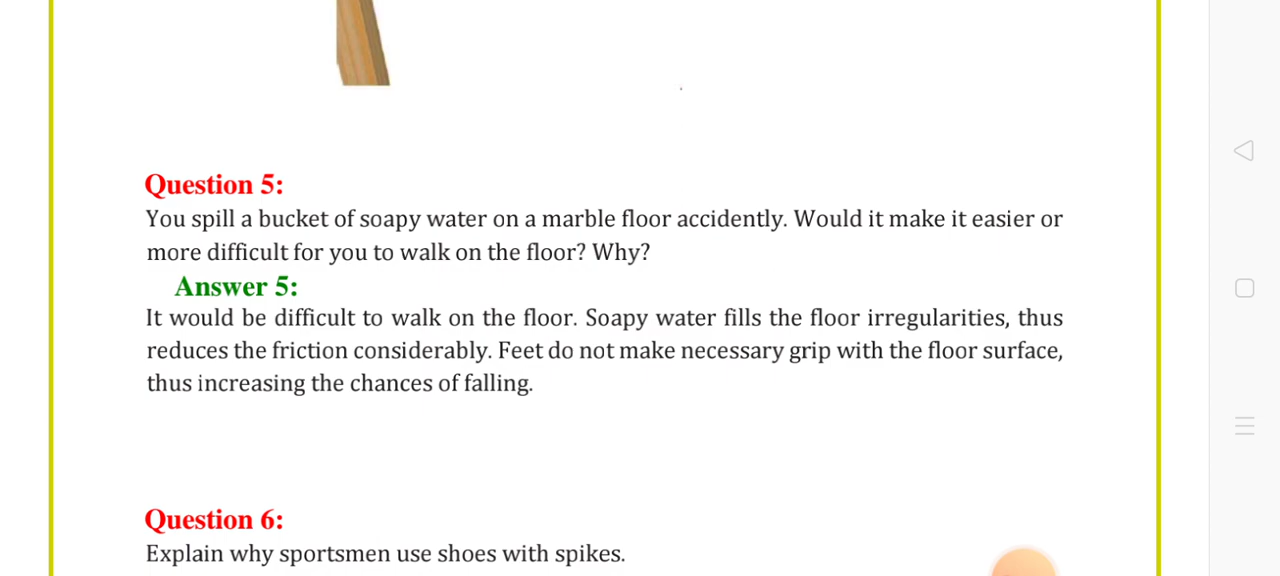 Question 5:
You spill a bucket of soapy water on a marble floor accidently. Would it make it easier or
more difficult for you to walk on the floor? Why?
Answer 5:
It would be difficult to walk on the floor. Soapy water fills the floor irregularities, thus
reduces the friction considerably. Feet do not make necessary grip with the floor surface,
thus increasing the chances of falling.
Question 6:
Explain why sportsmen use shoes with spikes.